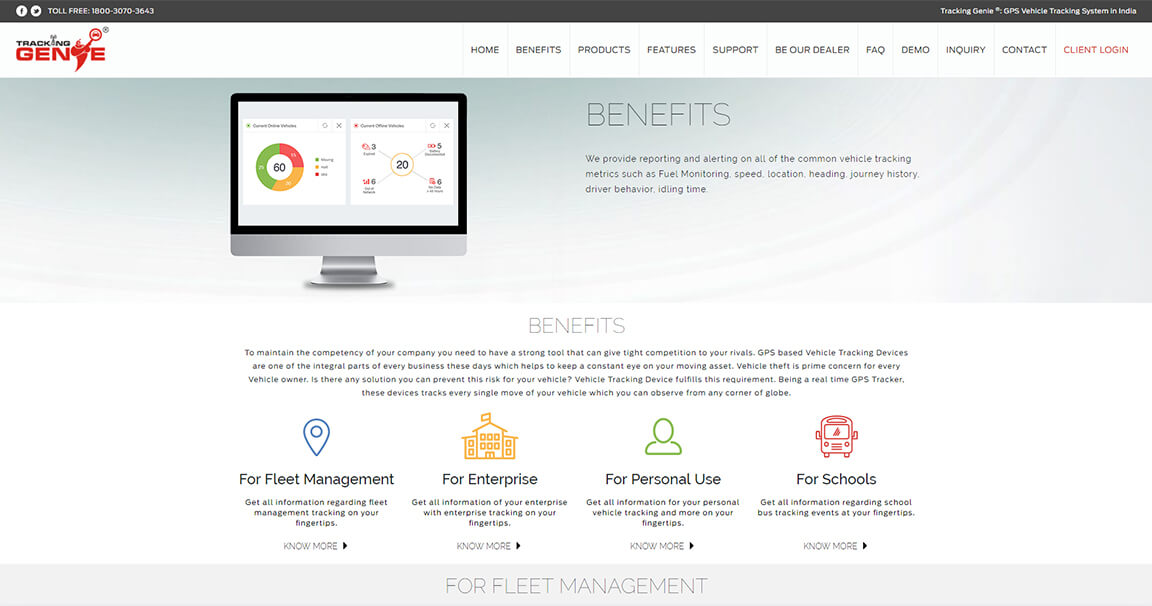 TOLL FREE: 1800-3070-3643
Tracking Genie ®: GPS Vehicle Tracking System in India
TRACKING
GENIE
®
HOME
BENEFITS
PRODUCTS
FEATURES
SUPPORT
BE OUR DEALER
FAQ
DEMO
INQUIRY
CONTACT
CLIENT LOGIN
Current Online Vehicles
Current Offline Vehicles
60
20
Moving
20
3
Expired
5
Battery
Disconnected
6
Out of
Network
6
No Data
BENEFITS
We provide reporting and alerting on all of the common vehicle tracking
metrics such as Fuel Monitoring, speed, location, heading, journey history,
driver behavior, idling time.
BENEFITS
To maintain the competency of your company you need to have a strong tool that can give tight competition to your rivals. GPS based Vehicle Tracking Devices
are one of the integral parts of every business these days which helps to keep a constant eye on your moving asset. Vehicle theft is prime concern for every
Vehicle owner. Is there any solution you can prevent this risk for your vehicle? Vehicle Tracking Device fulfills this requirement. Being a real time GPS Tracker,
these devices tracks every single move of your vehicle which you can observe from any corner of globe.
For Fleet Management
Get all information regarding fleet
management tracking on your
fingertips.
KNOW MORE
For Enterprise
Get all information of your enterprise
with enterprise tracking on your
fingertips.
KNOW MORE
For Personal Use
Get all information for your personal
vehicle tracking and more on your
fingertips.
KNOW MORE
For Schools
Get all information regarding school
bus tracking events at your fingertips.
KNOW MORE
FOR FLEET MANAGEMENT